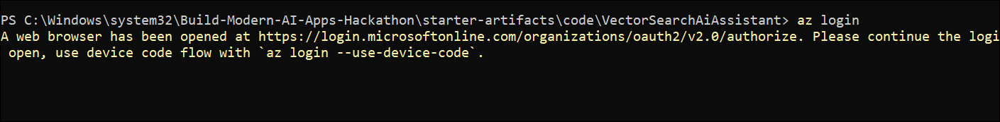 PS C:\Windows\system32\Build-Modern-AI-Apps-Hackathon\starter-artifacts\code\VectorSearchAiAssistant> az login
A web browser has been opened at https://login.microsoftonline.com/organizations/oauth2/v2.0/authorize. Please continue the logi
open, use device code flow with `az login --use-device-code`.